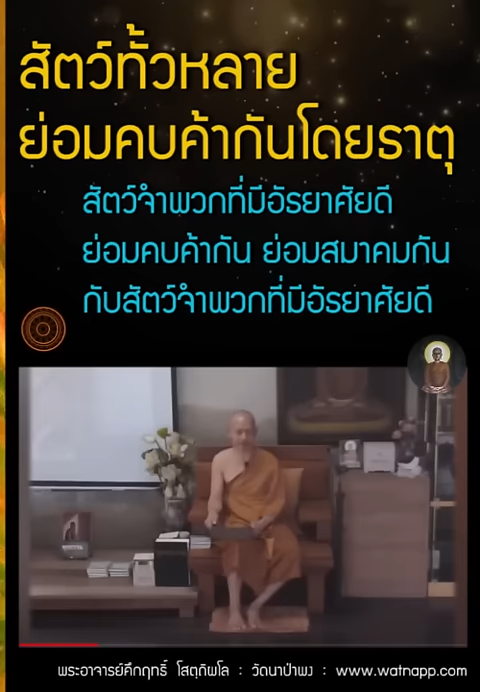 สัตว์ทั้วหลาย
ย่อมคบค้ากันโดยธาตุ
สัตว์จำพวกที่มีอัธยาศัยดี
ย่อมคบค้ากัน ย่อมสมาคมกัน
กับสัตว์จำพวกที่มีอัธยาศัยดี
พระอาจารย์คึกฤทธิ์ โสตฺถิผโล : วัดนาป่าพง : www.watnapp.com